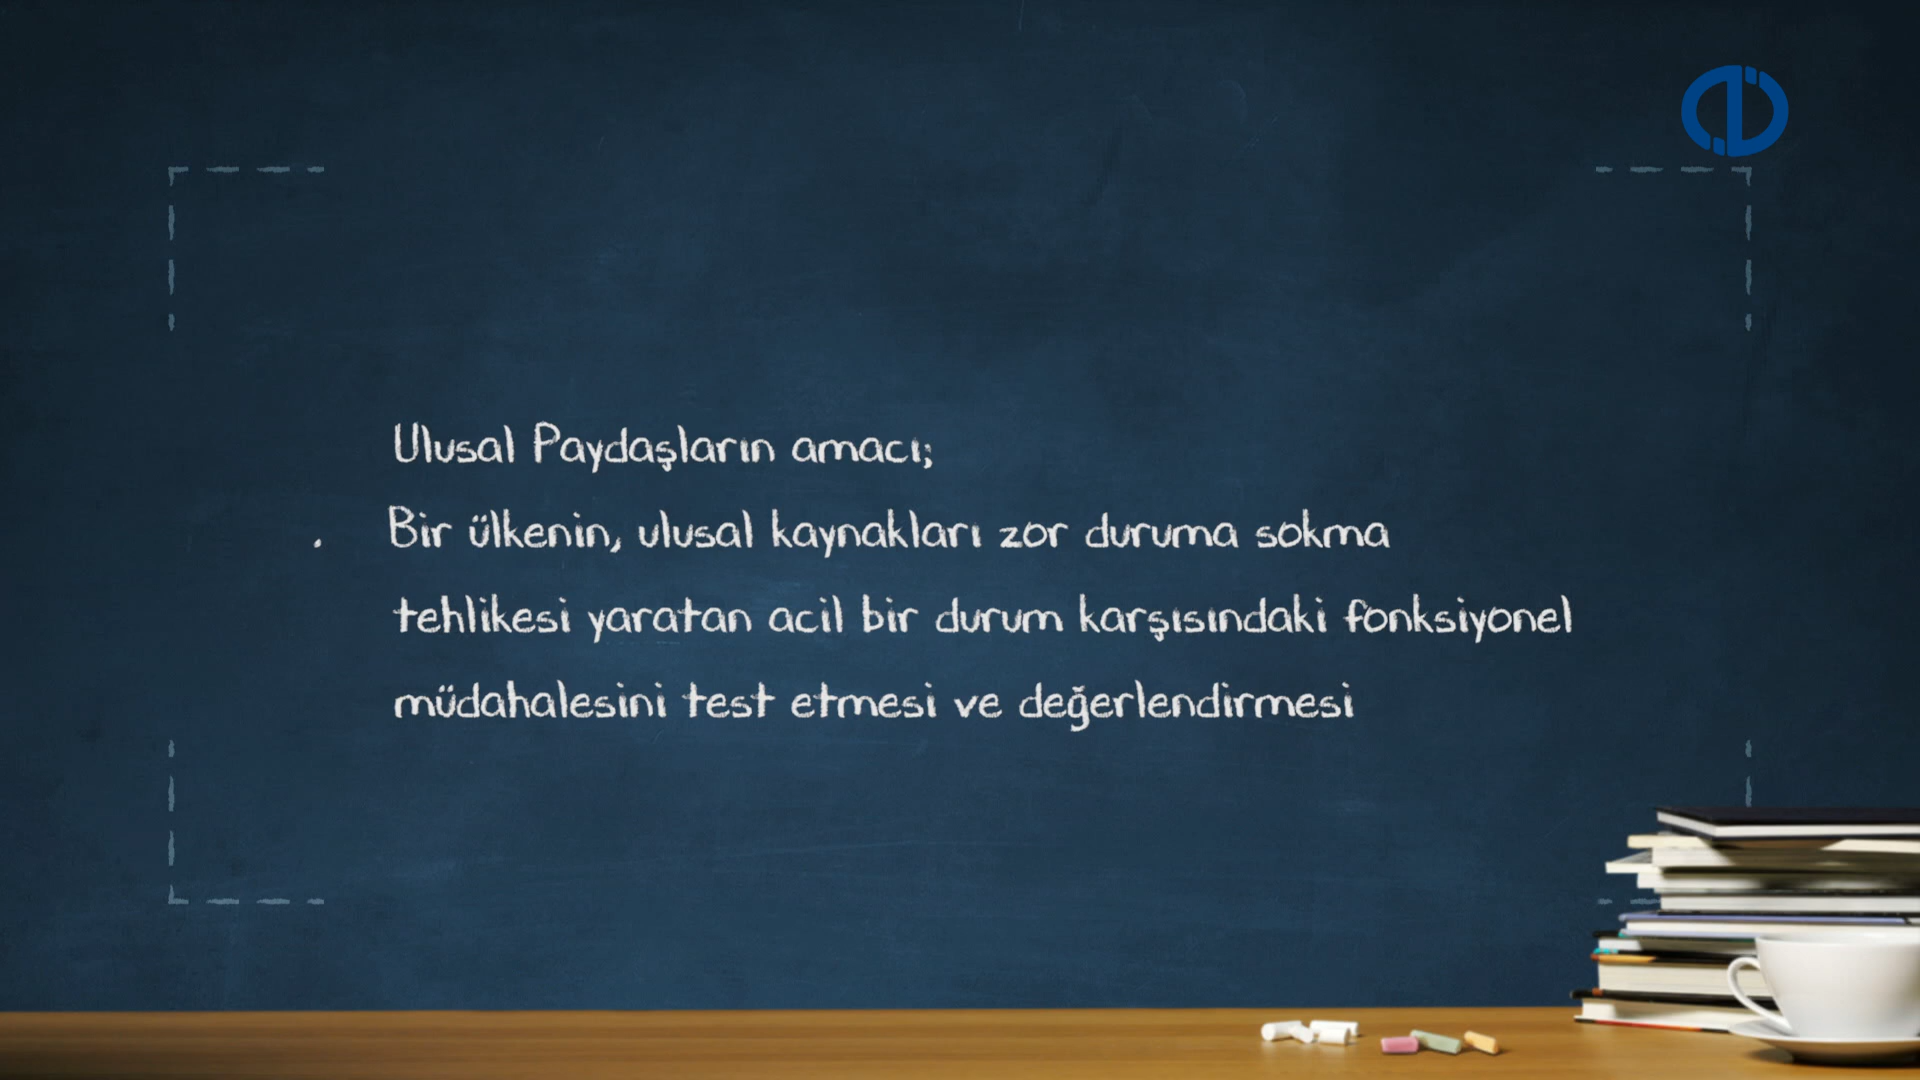 Ulusal Paydaşların amacı;
. Bir ülkenin, ulusal kaynakları zor duruma sokma
tehlikesi yaratan acil bir durum karşısındaki fonksiyonel
müdahalesini test etmesi ve değerlendirmesi